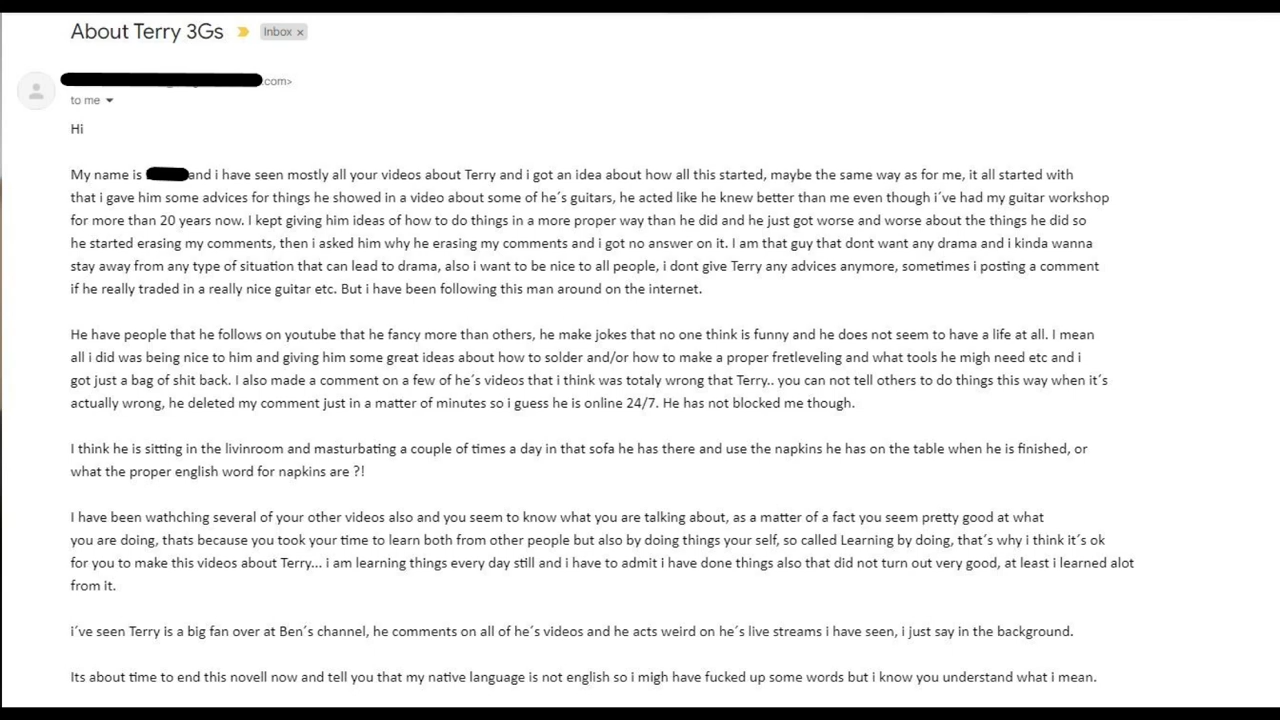 About Terry 3Gs Inbox ×
.com>
to me
Hi
My name is and i have seen mostly all your videos about Terry and i got an idea about how all this started, maybe the same way as for me, it all started with
that i gave him some advices for things he showed in a video about some of he´s guitars, he acted like he knew better than me even though i´ve had my guitar workshop
for more than 20 years now. I kept giving him ideas of how to do things in a more proper way than he did and he just got worse and worse about the things he did so
he started erasing my comments, then i asked him why he erasing my comments and i got no answer on it. I am that guy that dont want any drama and i kinda wanna
stay away from any type of situation that can lead to drama, also i want to be nice to all people, i dont give Terry any advices anymore, sometimes i posting a comment
if he really traded in a really nice guitar etc. But i have been following this man around on the internet.
He have people that he follows on youtube that he fancy more than others, he make jokes that no one think is funny and he does not seem to have a life at all. I mean
all i did was being nice to him and giving him some great ideas about how to solder and/or how to make a proper fretleveling and what tools he migh need etc and i
got just a bag of shit back. I also made a comment on a few of he´s videos that i think was totaly wrong that Terry.. you can not tell others to do things this way when it´s
actually wrong, he deleted my comment just in a matter of minutes so i guess he is online 24/7. He has not blocked me though.
I think he is sitting in the livinroom and masturbating a couple of times a day in that sofa he has there and use the napkins he has on the table when he is finished, or
what the proper english word for napkins are ?!
I have been wathching several of your other videos also and you seem to know what you are talking about, as a matter of a fact you seem pretty good at what
you are doing, thats because you took your time to learn both from other people but also by doing things your self, so called Learning by doing, that´s why i think it´s ok
for you to make this videos about Terry... i am learning things every day still and i have to admit i have done things also that did not turn out very good, at least i learned alot
from it.
i´ve seen Terry is a big fan over at Ben´s channel, he comments on all of he´s videos and he acts weird on he´s live streams i have seen, i just say in the background.
Its about time to end this novell now and tell you that my native language is not english so i migh have fucked up some words but i know you understand what i mean.